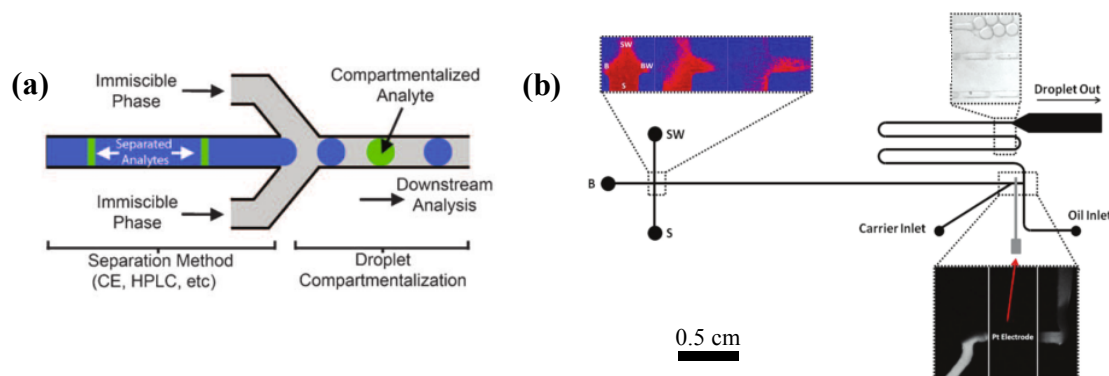 (a)
Immiscible
Phase
Compartmentalized
Analyte
Separated
Analytes
Immiscible
Phase
Downstream
Analysis
Separation Method
(CE, HPLC, etc)
Droplet
Compartmentalization
(b)
SW
B
BW
S
Droplet Out
SW
B
S
Carrier Inlet
Oil Inlet
Pt Electrode
0.5 cm